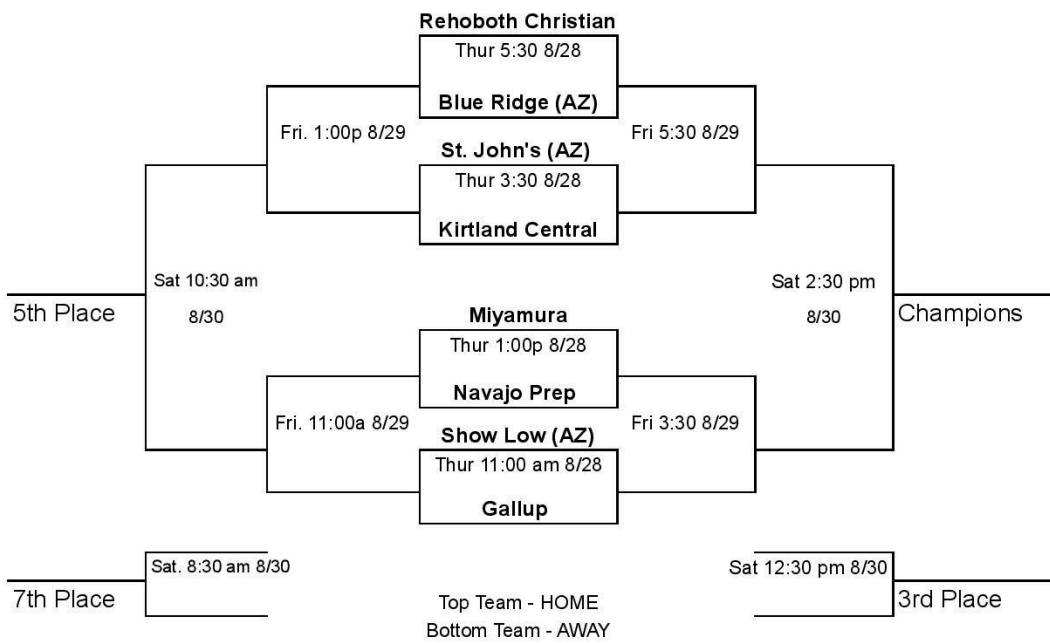 Rehoboth Christian
Thur 5:30 8/28
Blue Ridge (AZ)
Fri. 1:00p 8/29
Fri 5:30 8/29
St. John's (AZ)
Thur 3:30 8/28
Kirtland Central
Sat 10:30 am
8/30
Sat 2:30 pm
8/30
5th Place
Champions
Miyamura
Thur 1:00p 8/28
Navajo Prep
Fri. 11:00a 8/29
Fri 3:30 8/29
Show Low (AZ)
Thur 11:00 am 8/28
Gallup
Sat. 8:30 am 8/30
Sat 12:30 pm 8/30
7th Place
3rd Place
Top Team - HOME
Bottom Team - AWAY